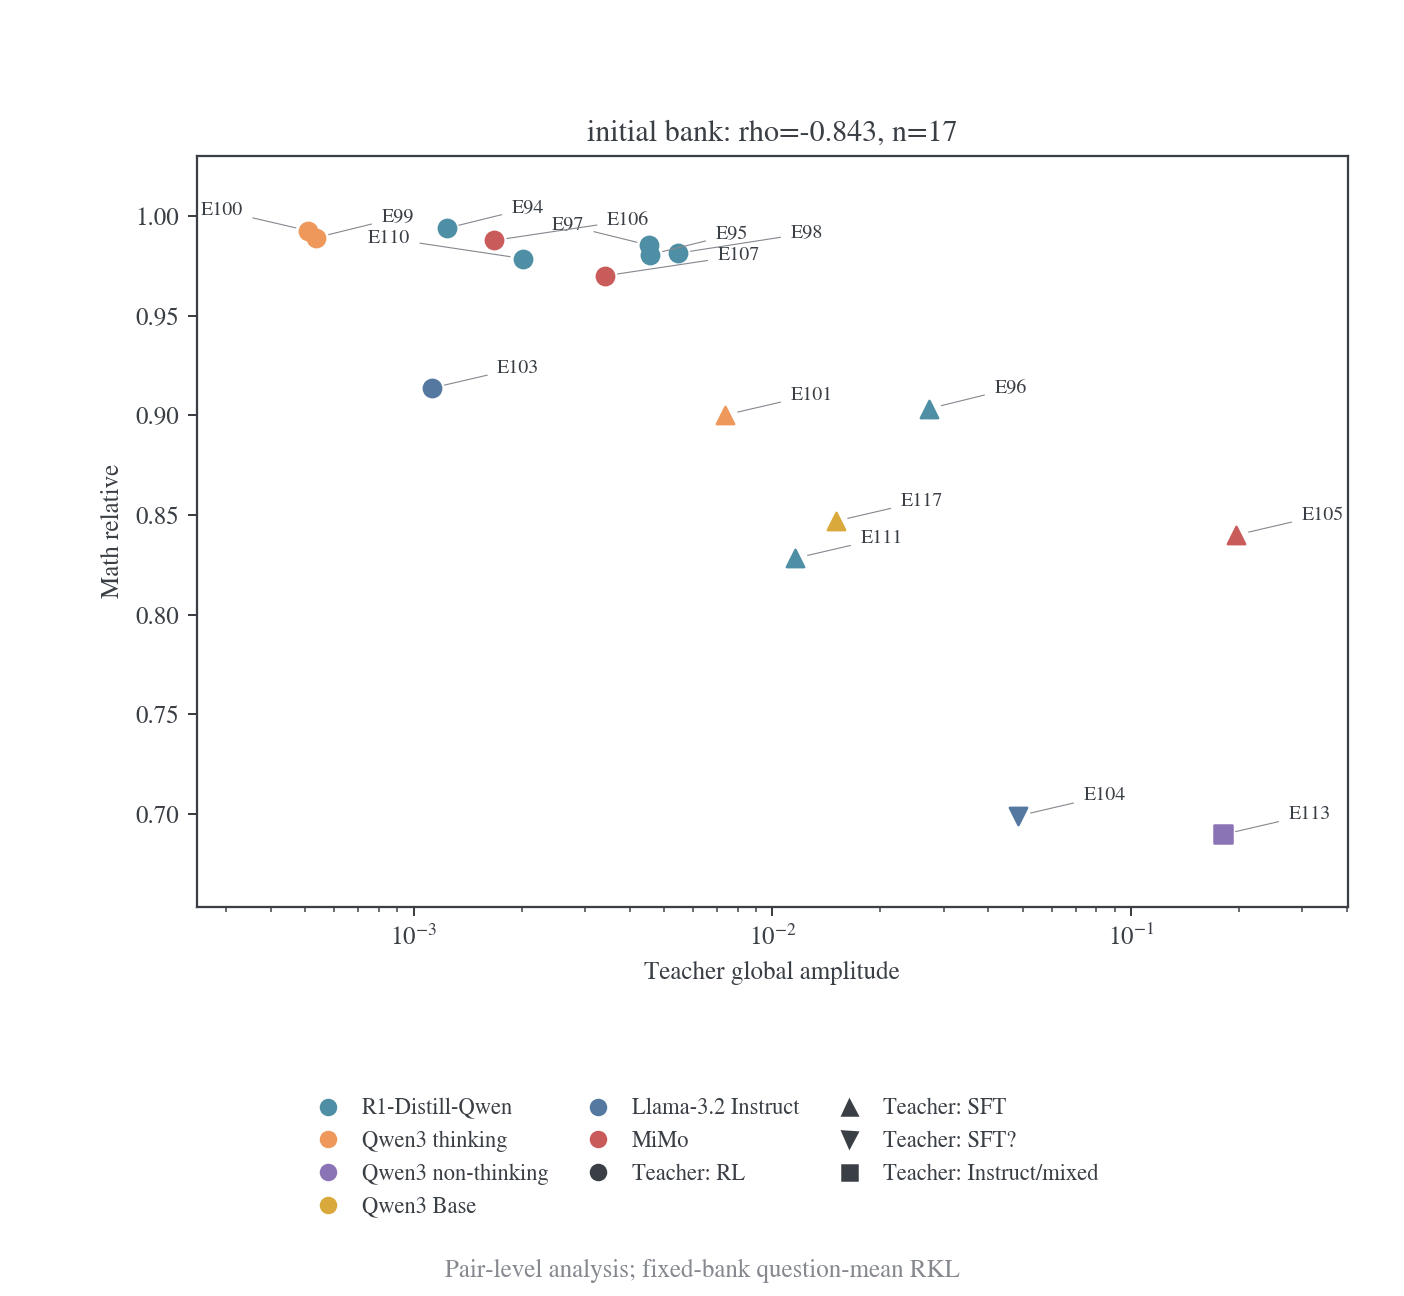 initial bank: rho=-0.843, n=17
E100
E99
E94
E97
E106
E110
E95
E98
E107
E103
E101
E96
E117
E111
E105
E104
E113
1.00
0.95
0.90
0.85
0.80
0.75
0.70
Math relative
10⁻³
10⁻²
10⁻¹
Teacher global amplitude
R1-Distill-Qwen
Qwen3 thinking
Qwen3 non-thinking
Qwen3 Base
Llama-3.2 Instruct
MiMo
Teacher: RL
Teacher: SFT
Teacher: SFT?
Teacher: Instruct/mixed
Pair-level analysis; fixed-bank question-mean RKL